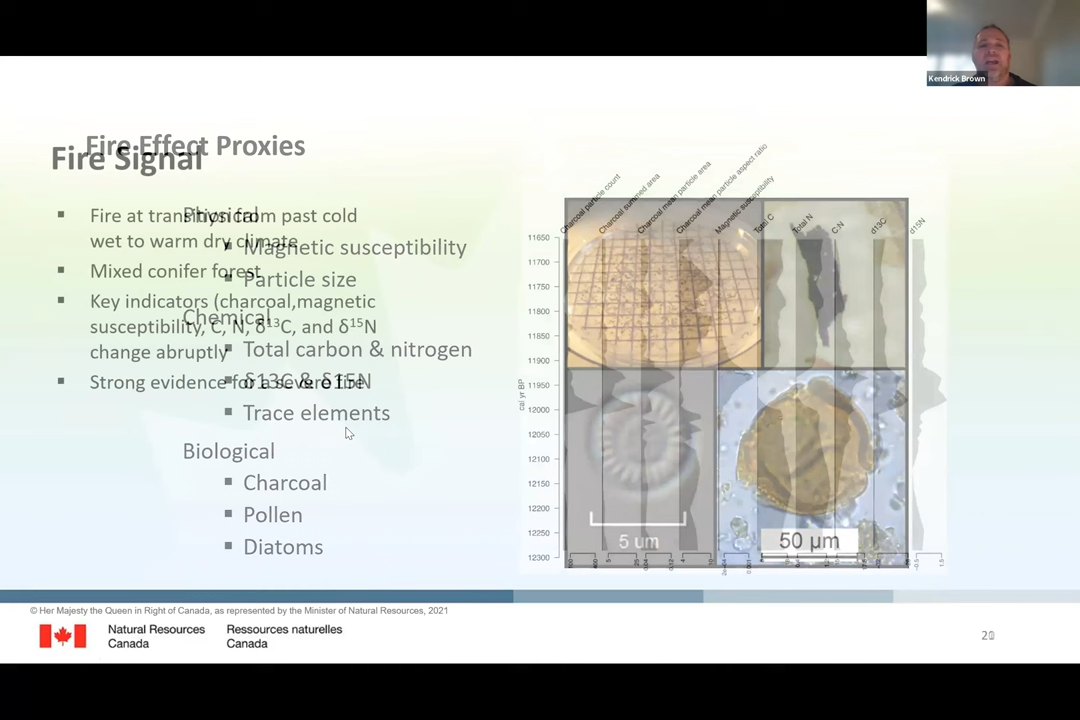 Kendrick Brown
Fire Effect Proxies
Fire Signal
Physical
Fire at transition from past cold
wet to warm dry climate
Magnetic susceptibility
Mixed conifer forest
Particle size
Key indicators (charcoal,magnetic
susceptibility, C, N, δ¹³C, and δ¹⁵N
change abruptly
Chemical
Total carbon & nitrogen
Strong evidence for a severe fire
δ13C & δ15N
Trace elements
Biological
Charcoal
Pollen
Diatoms
Charcoal particle count
Charcoal summed area
Charcoal mean particle area
Charcoal mean particle aspect ratio
Magnetic susceptibility
Total C
Total N
C:N
d13C
d15N
cal yr BP
11650
11700
11750
11800
11850
11900
11950
12000
12050
12100
12150
12200
12250
12300
5 um
50 µm
© Her Majesty the Queen in Right of Canada, as represented by the Minister of Natural Resources, 2021
Natural Resources
Canada
Ressources naturelles
Canada